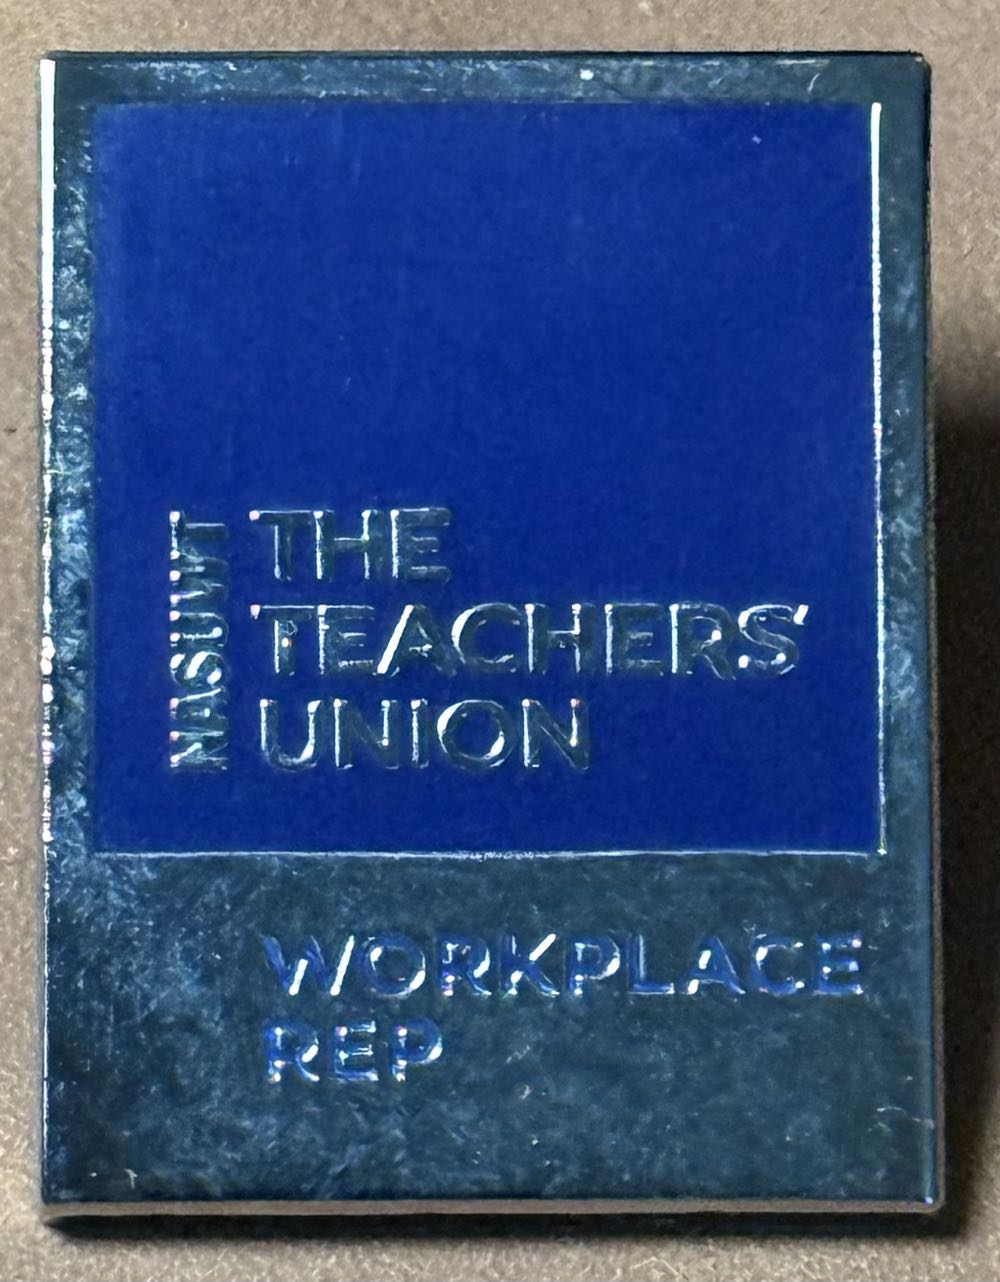 NASUWT
THE
TEACHERS'
UNION
WORKPLACE
REP